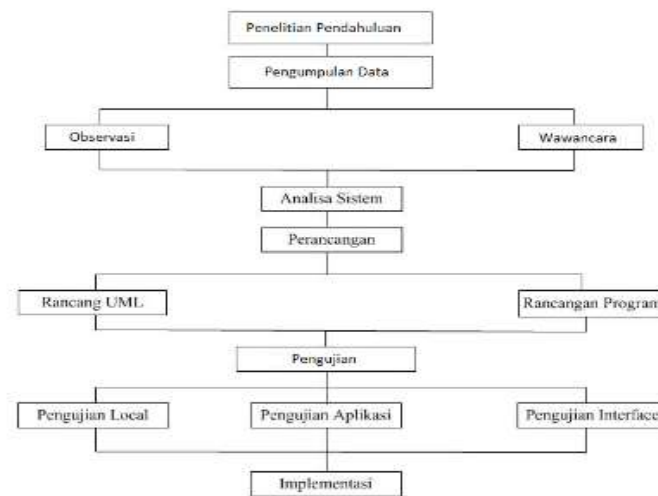 Penelitian Pendahuluan
Pengumpulan Data
Observasi
Wawancara
Analisa Sistem
Perancangan
Rancang UML
Rancangan Program
Pengujian
Pengujian Local
Pengujian Aplikasi
Pengujian Interface
Implementasi